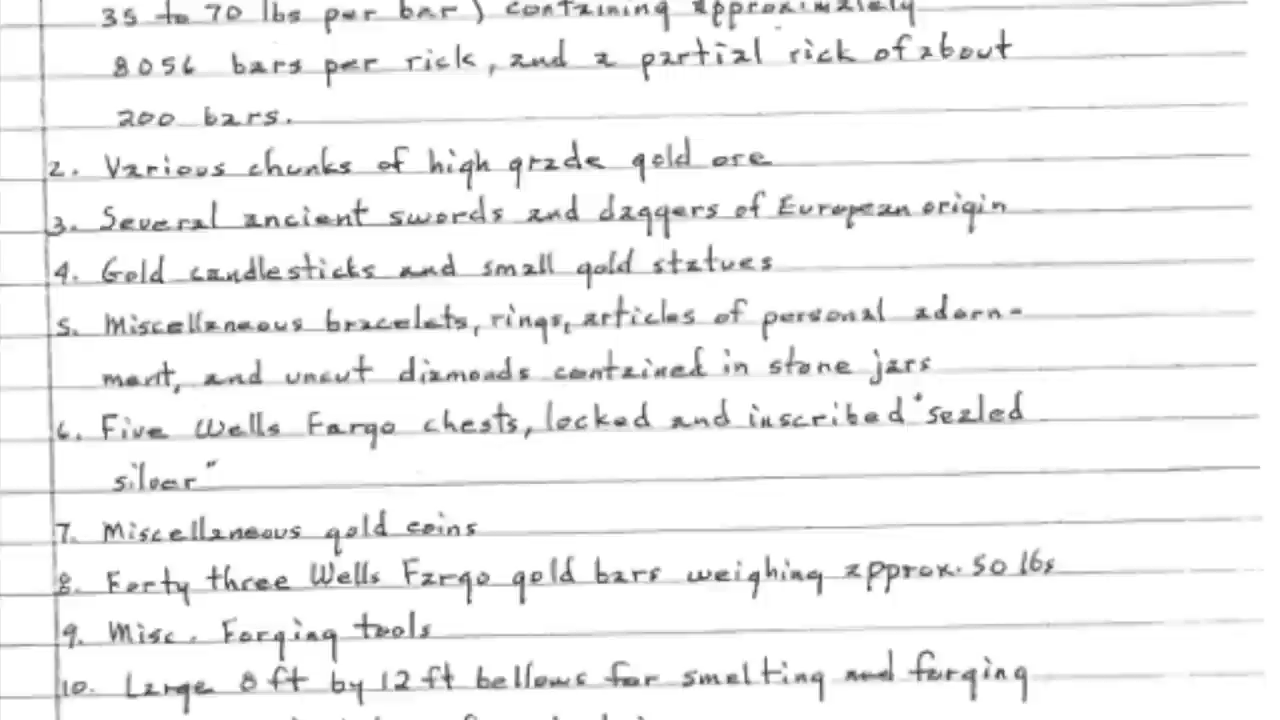 35 to 70 lbs per bar) containing approximately
8056 bars per rick, and a partial rick of about
200 bars.
2. Various chunks of high grade gold ore
3. Several ancient swords and daggers of European origin
4. Gold candlesticks and small gold statues
5. Miscellaneous bracelets, rings, articles of personal adorn-
ment, and uncut diamonds contained in stone jars
6. Five Wells Fargo chests, locked and inscribed "sealed
silver"
7. Miscellaneous gold coins
8. Forty three Wells Fargo gold bars weighing approx. 50 lbs
9. Misc. Forging tools
10. Large 8 ft by 12 ft bellows for smelting and forging